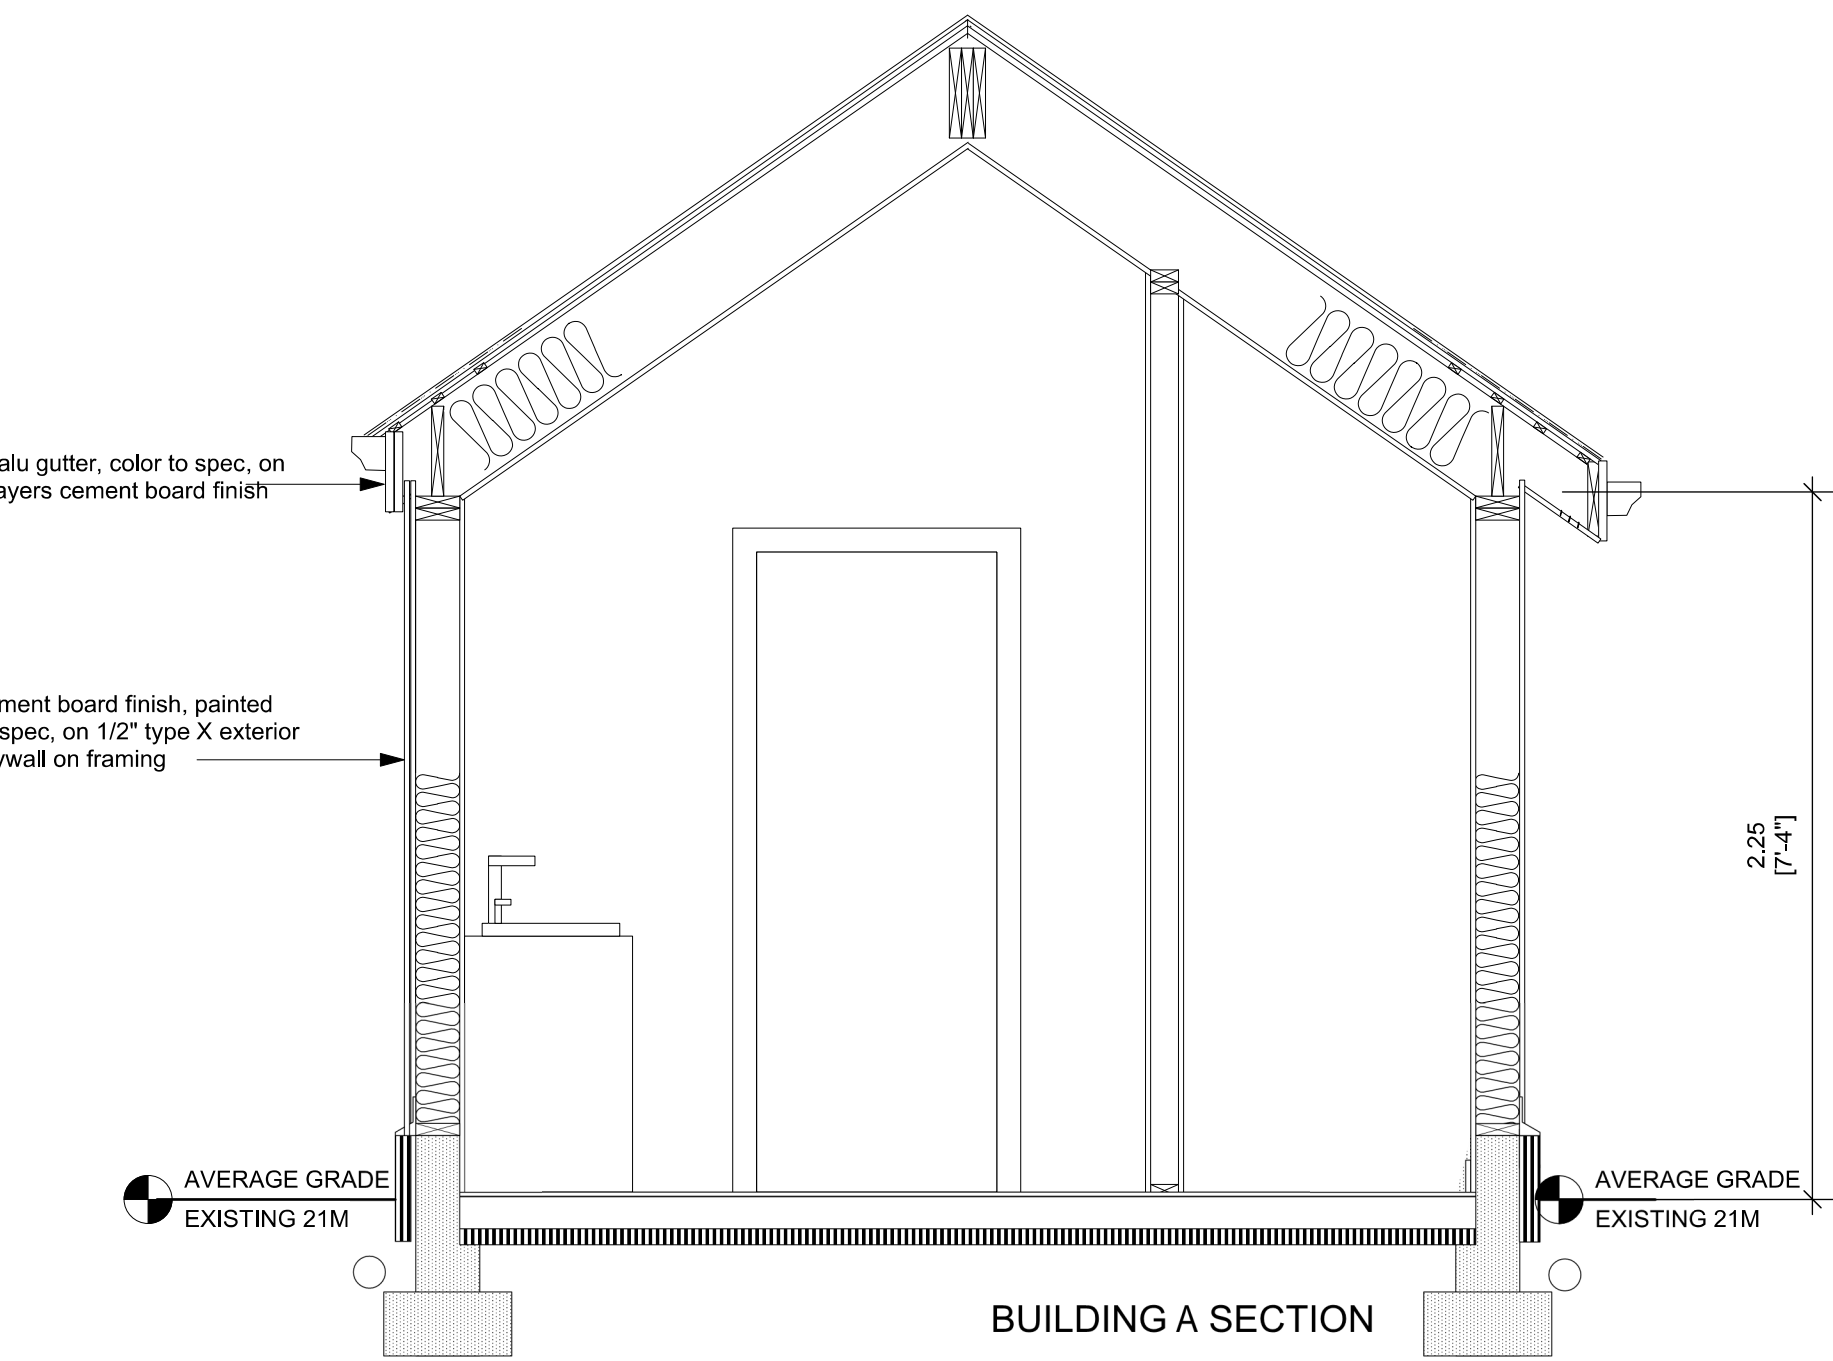 alu gutter, color to spec, on
ayers cement board finish
ment board finish, painted
spec, on 1/2" type X exterior
ywall on framing
2.25
[7'-4"]
AVERAGE GRADE
EXISTING 21M
AVERAGE GRADE
EXISTING 21M
BUILDING A SECTION